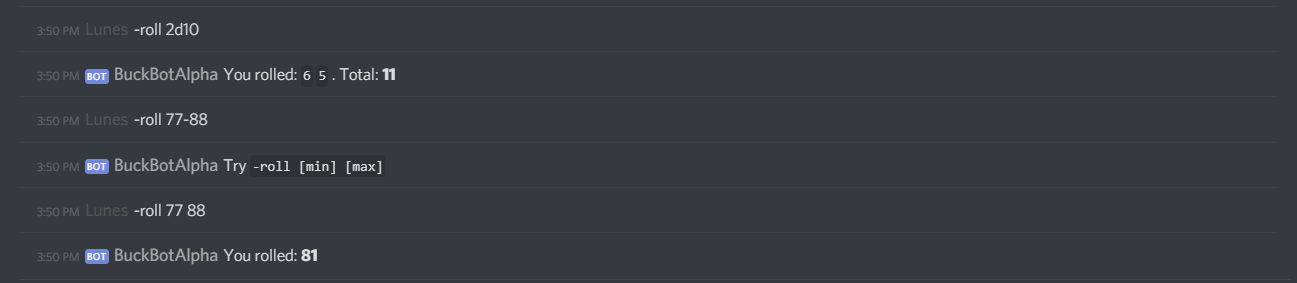 3:50 PM Lunes -roll 2d10
3:50 PM BOT BuckBotAlpha You rolled: 6 5 . Total: 11
3:50 PM Lunes -roll 77-88
3:50 PM BOT BuckBotAlpha Try -roll [min] [max]
3:50 PM Lunes -roll 77 88
3:50 PM BOT BuckBotAlpha You rolled: 81